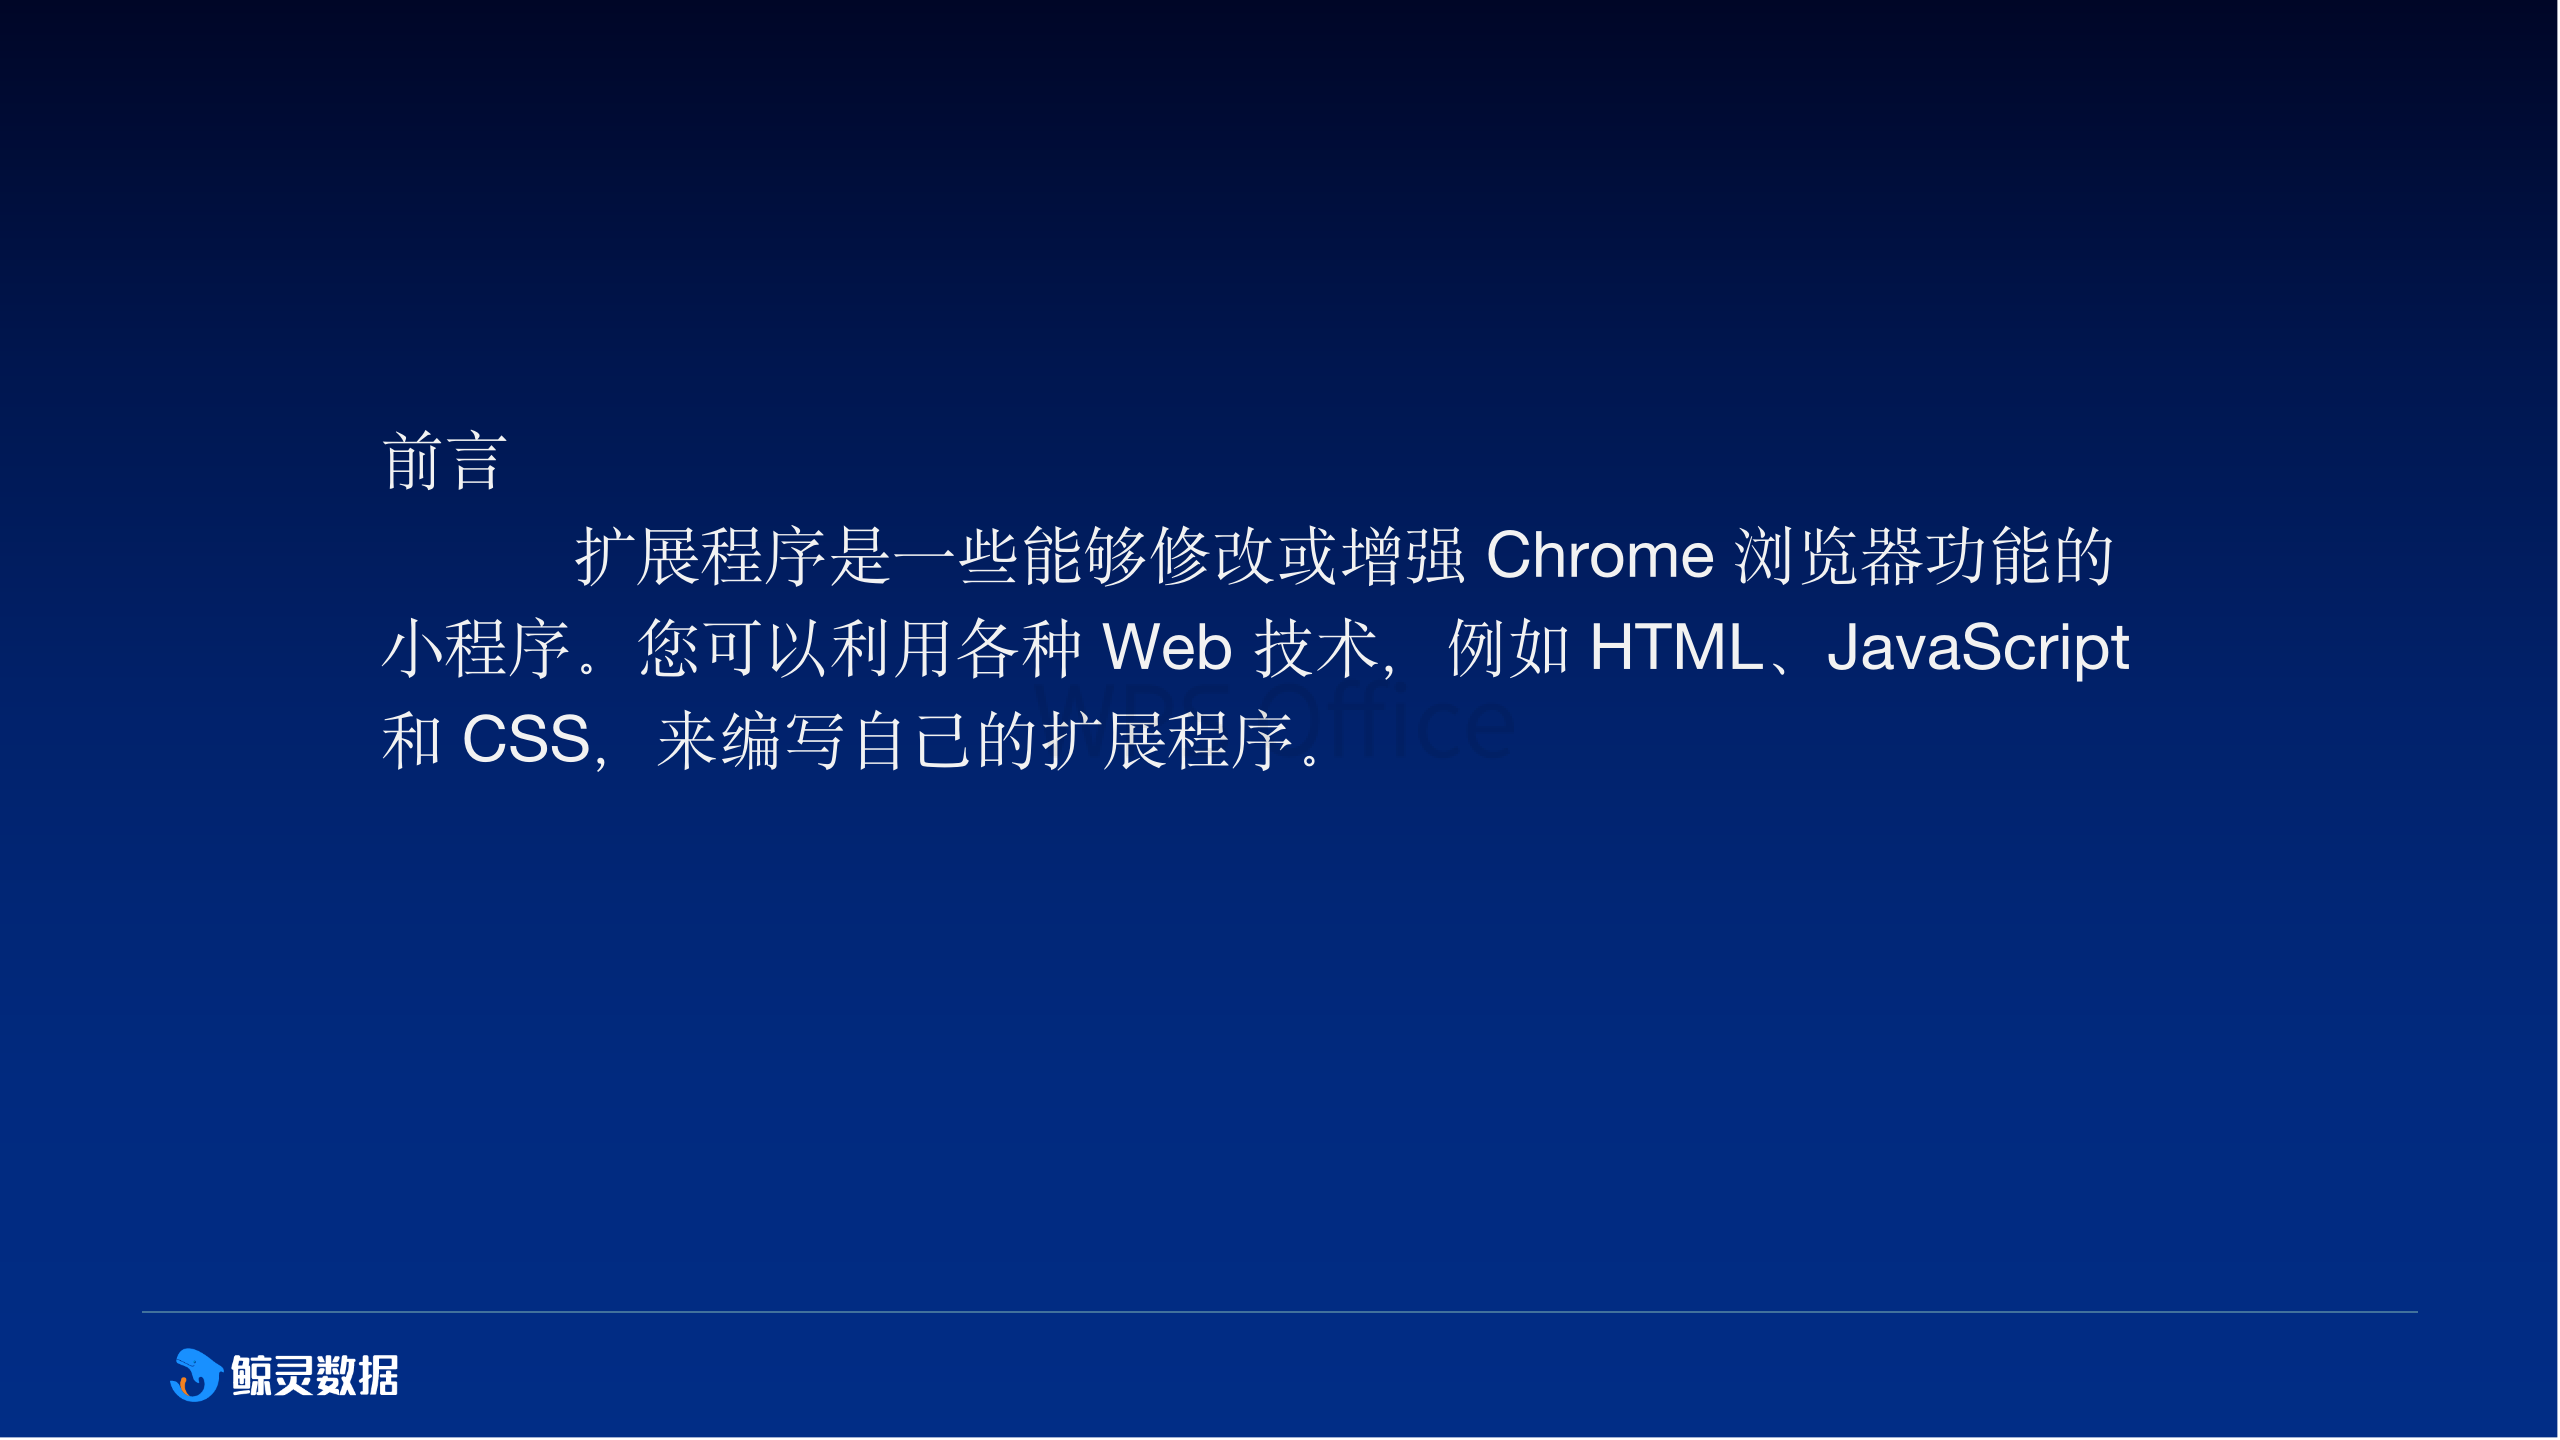 前言
扩展程序是一些能够修改或增强 Chrome 浏览器功能的
小程序。您可以利用各种 Web 技术，例如 HTML、JavaScript
和 CSS，来编写自己的扩展程序。
WPS Office
鲸灵数据